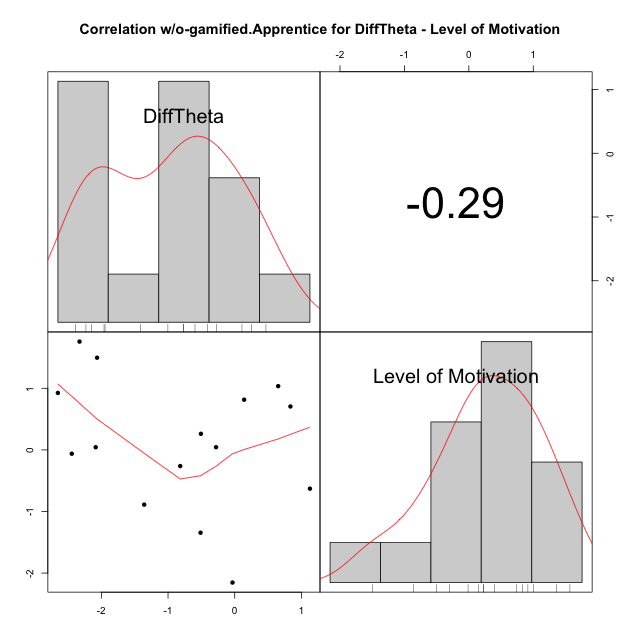 Correlation w/o-gamified.Apprentice for DiffTheta - Level of Motivation
-2 -1 0 1
DiffTheta
-0.29
1
0
-1
-2
Level of Motivation
1
0
-1
-2
-2 -1 0 1